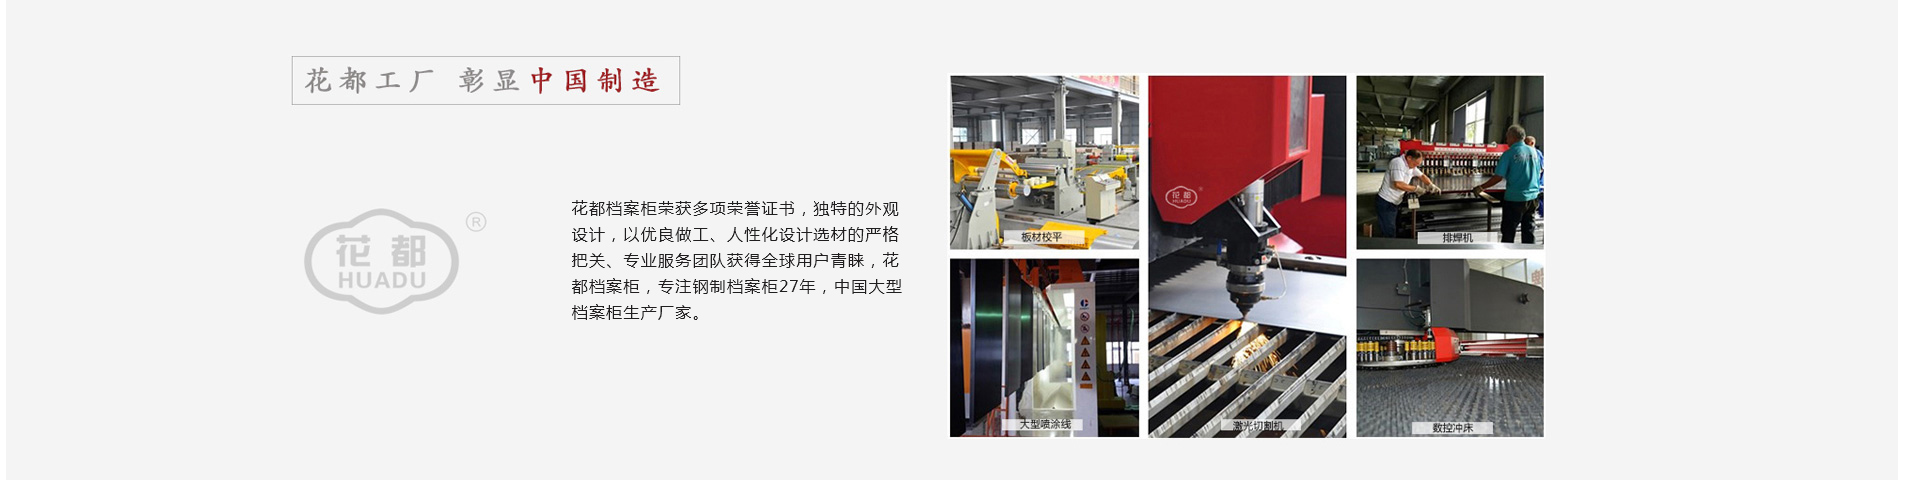 花都工厂 彰显中国制造
花都
HUADU
®
花都档案柜荣获多项荣誉证书，独特的外观
设计，以优良做工、人性化设计选材的严格
把关、专业服务团队获得全球用户青睐，花
都档案柜，专注钢制档案柜27年，中国大型
档案柜生产厂家。
板材校平
花都
HUADU
排焊机
大型喷涂线
激光切割机
数控冲床